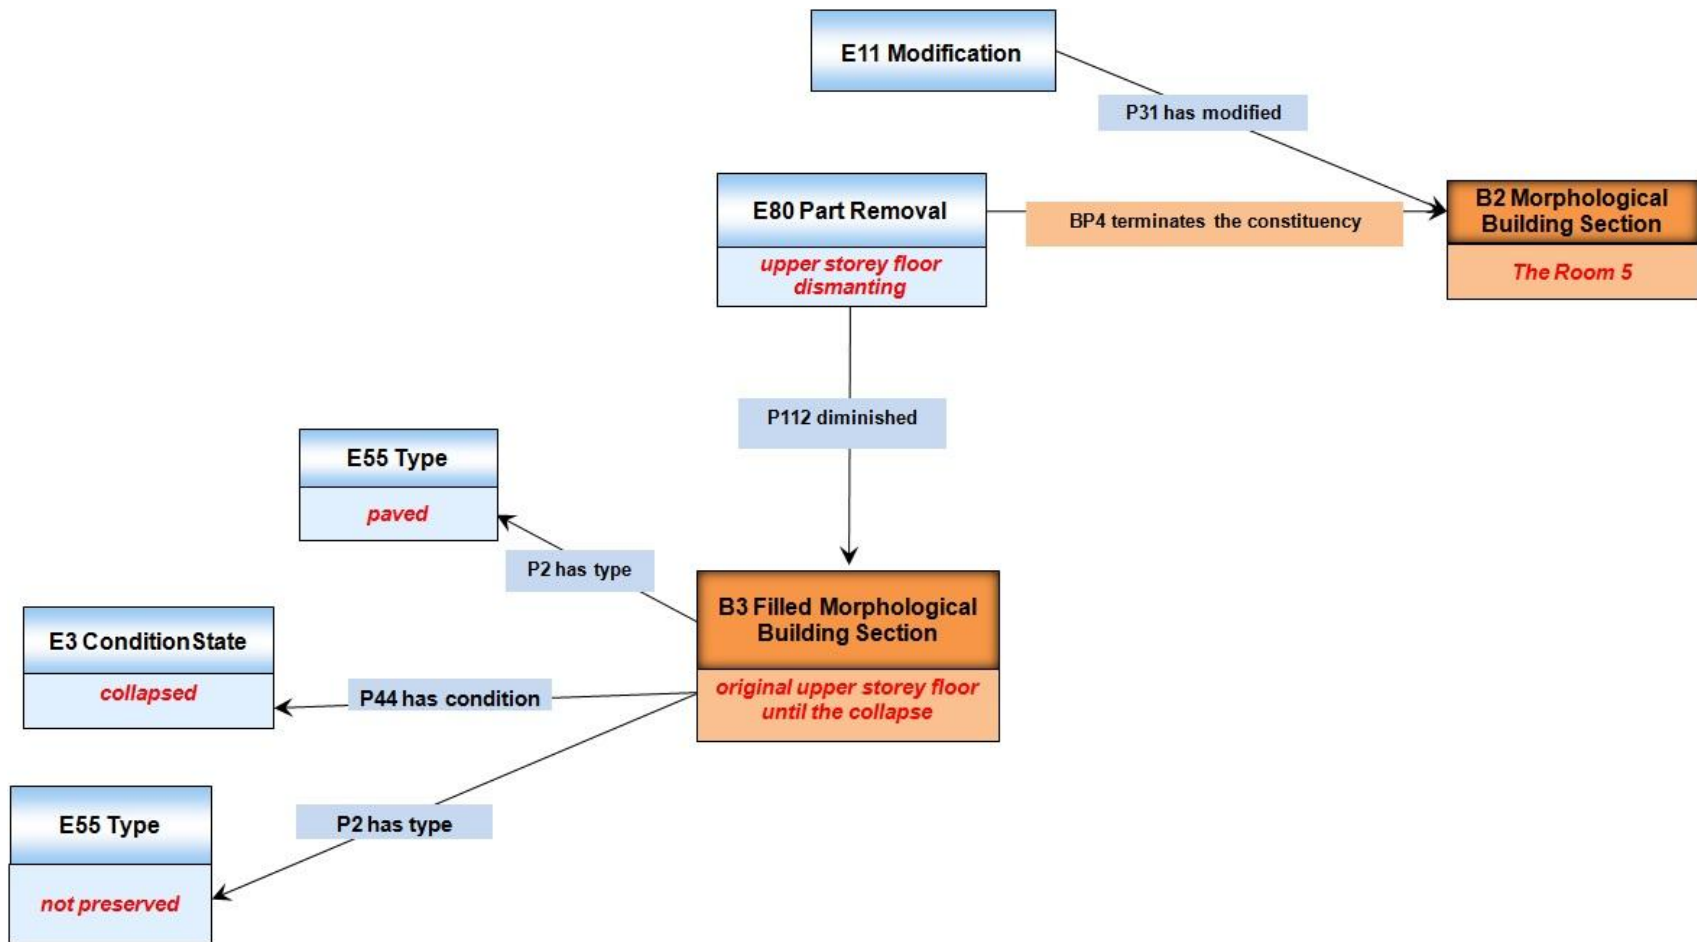 E11 Modification
P31 has modified
E80 Part Removal
upper storey floor
dismanting
BP4 terminates the constituency
B2 Morphological
Building Section
The Room 5
P112 diminished
E55 Type
paved
P2 has type
B3 Filled Morphological
Building Section
original upper storey floor
until the collapse
E3 ConditionState
collapsed
P44 has condition
E55 Type
not preserved
P2 has type